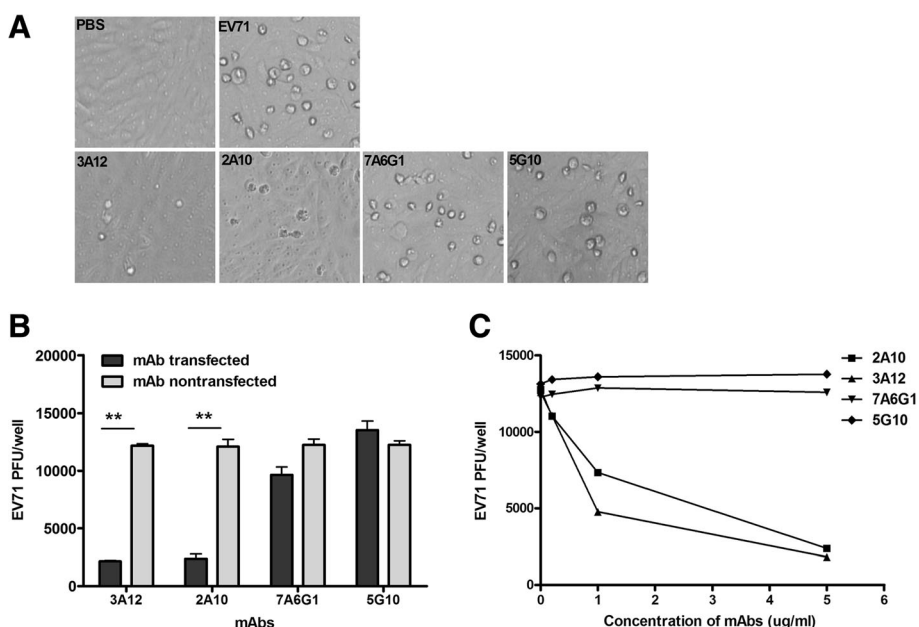 A
PBS
EV71
3A12
2A10
7A6G1
5G10
B
EV71 PFU/well
20000
15000
10000
5000
0
mAb transfected
mAb nontransfected
**
**
3A12
2A10
7A6G1
5G10
mAbs
C
EV71 PFU/well
15000
10000
5000
0
0
1
2
3
4
5
6
Concentration of mAbs (ug/ml)
2A10
3A12
7A6G1
5G10